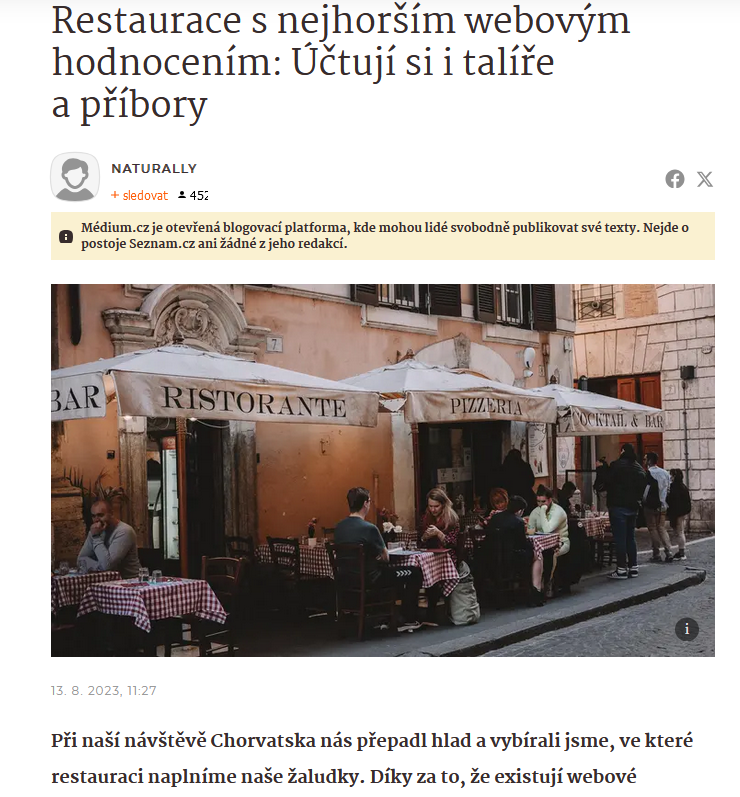 Restaurace s nejhorším webovým
hodnocením: Účtují si i talíře
a příbory
NATURALLY
+ sledovat 452
Médium.cz je otevřená blogovací platforma, kde mohou lidé svobodně publikovat své texty. Nejde o
postoje Seznam.cz ani žádné z jeho redakcí.
7
BAR
RISTORANTE
PIZZERIA
COCKTAIL & BAR
i
13. 8. 2023, 11:27
Při naší návštěvě Chorvatska nás přepadl hlad a vybírali jsme, ve které
restauraci naplníme naše žaludky. Díky za to, že existují webové